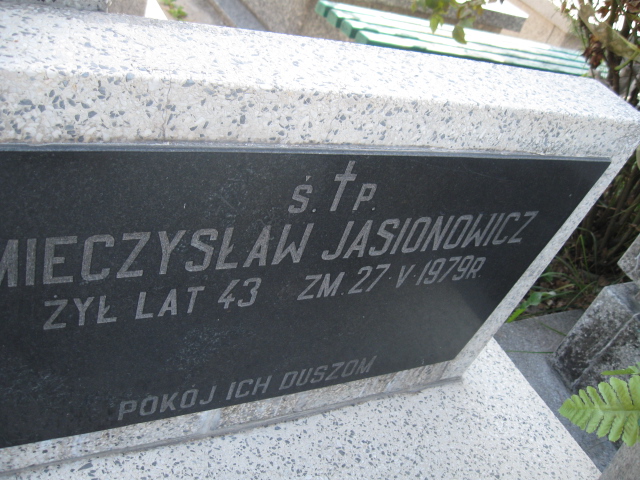 Ś.†P.
MIECZYSŁAW JASIONOWICZ
ŻYŁ LAT 43 ZM. 27·V·1979R
POKÓJ ICH DUSZOM